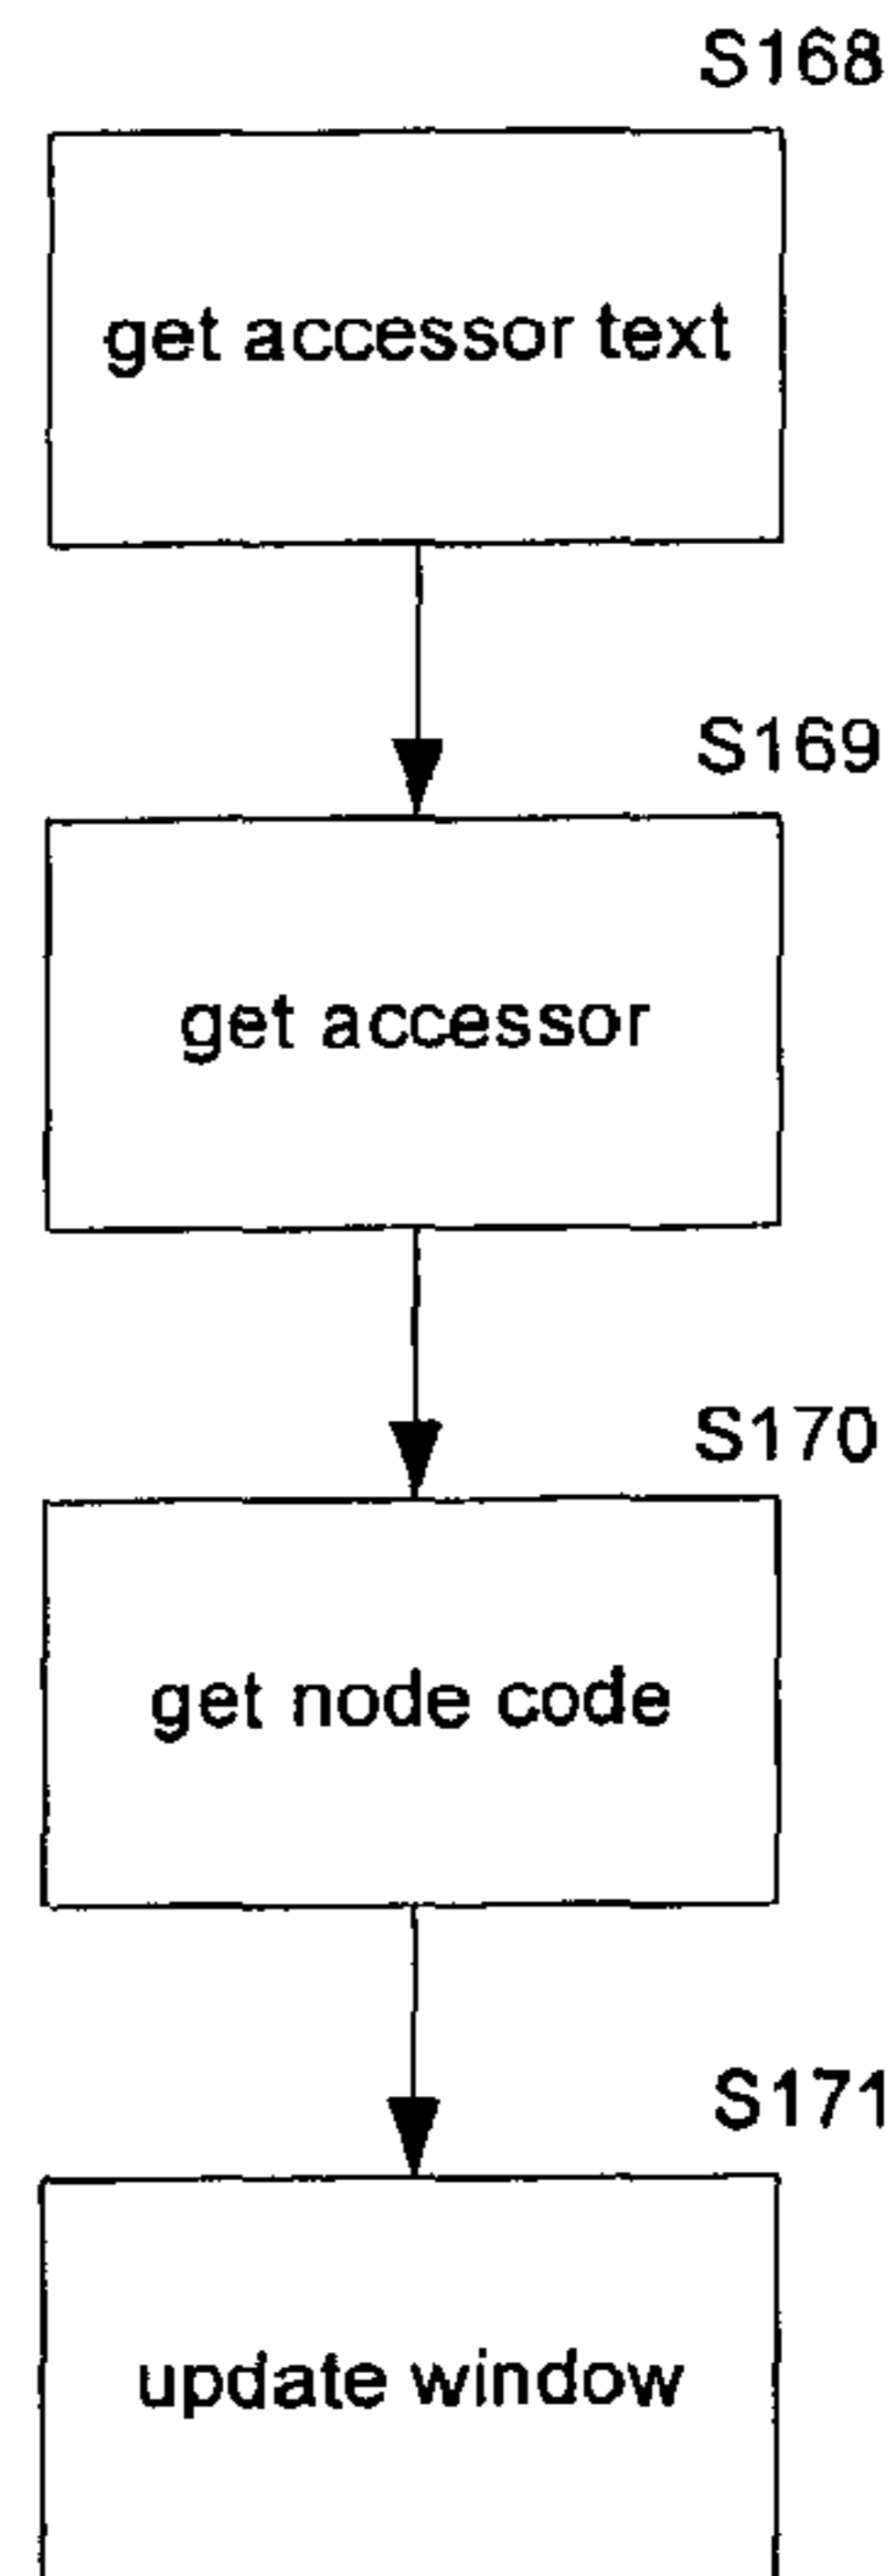 S168
get accessor text
S169
get accessor
S170
get node code
S171
update window